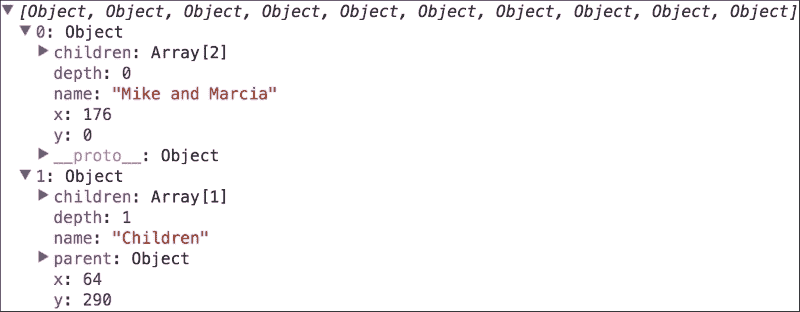 [Object, Object, Object, Object, Object, Object, Object, Object, Object, Object]
0: Object
children: Array[2]
depth: 0
name: "Mike and Marcia"
x: 176
y: 0
__proto__: Object
1: Object
children: Array[1]
depth: 1
name: "Children"
parent: Object
x: 64
y: 290